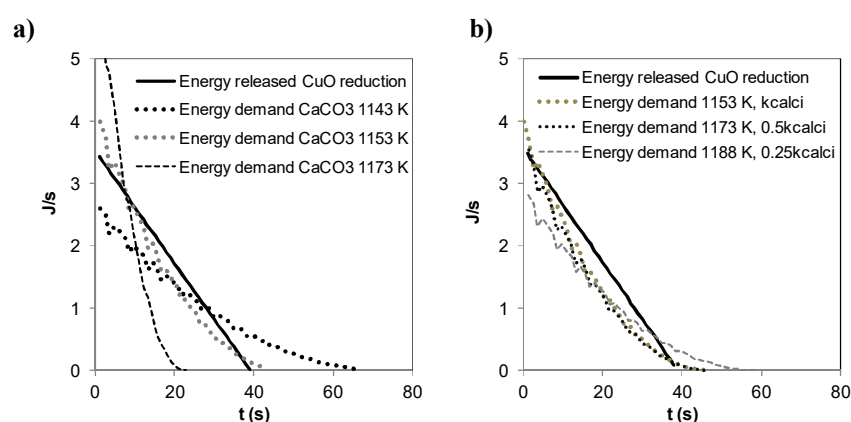 a)
5
4
3
2
1
0
J/s
0 20 40 60 80
t (s)
Energy released CuO reduction
Energy demand CaCO3 1143 K
Energy demand CaCO3 1153 K
Energy demand CaCO3 1173 K
b)
5
4
3
2
1
0
J/s
0 20 40 60 80
t (s)
Energy released CuO reduction
Energy demand 1153 K, kcalci
Energy demand 1173 K, 0.5kcalci
Energy demand 1188 K, 0.25kcalci